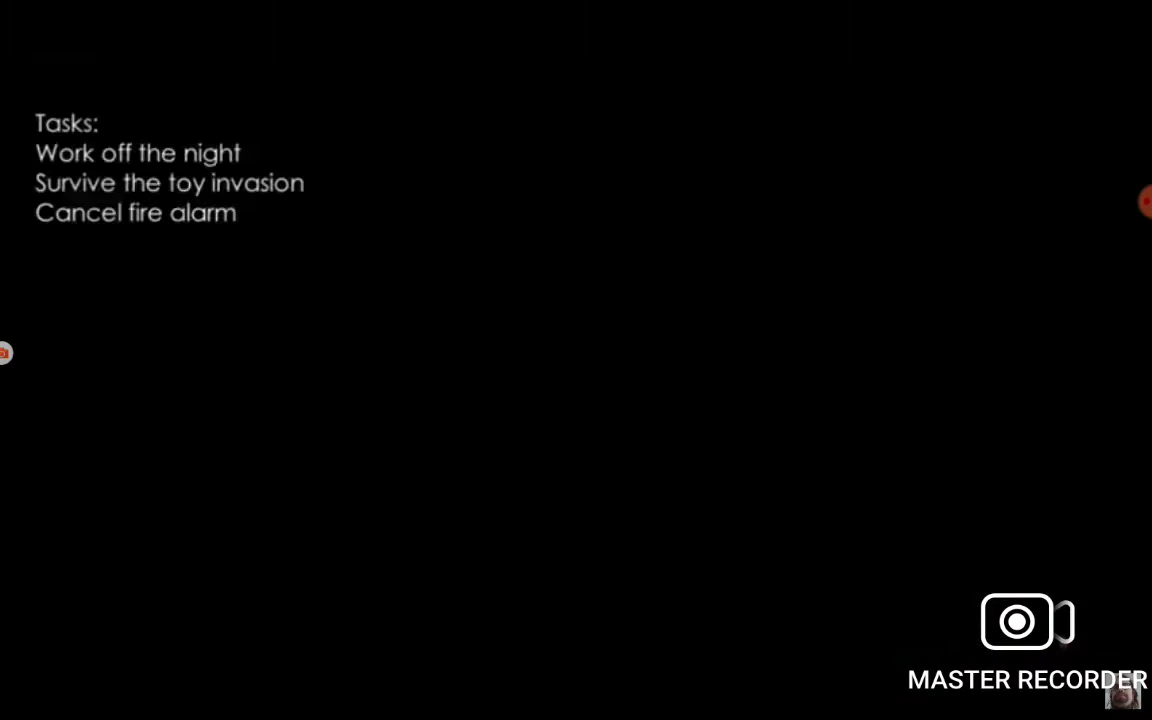 Tasks:
Work off the night
Survive the toy invasion
Cancel fire alarm
MASTER RECORDER